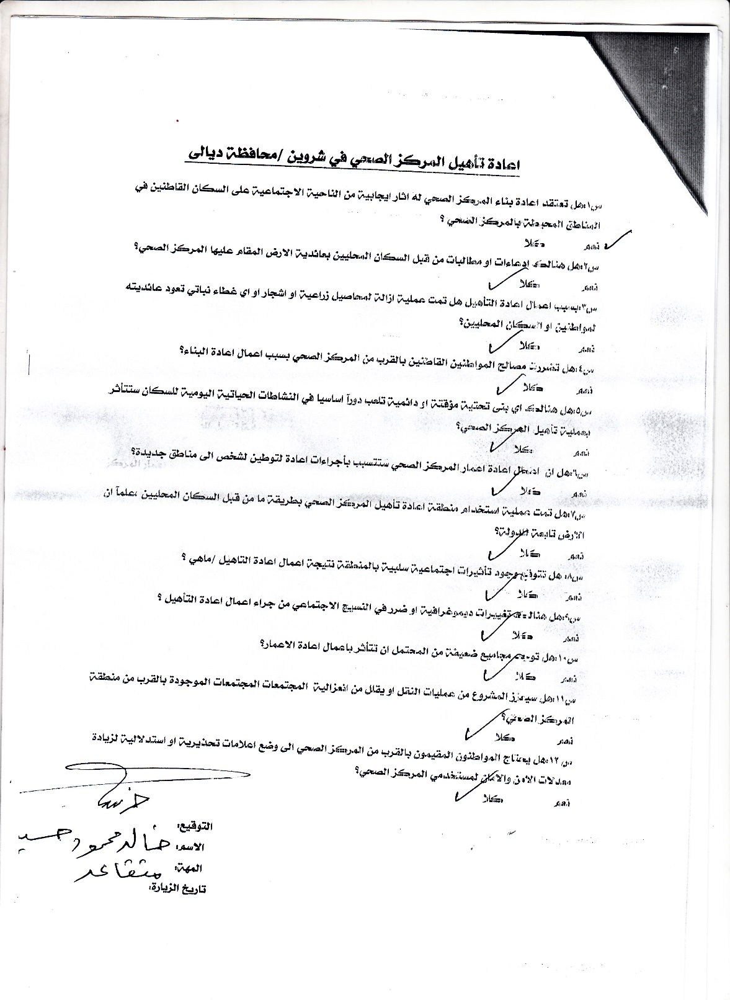 اعادة تأهيل المركز الصحي في شروين /محافظة ديالى
س١:هل تعتقد اعادة بناء المركز الصحي له اثار ايجابية من الناحية الاجتماعية على السكان القاطنين في
المناطق المحيطة بالمركز الصحي ؟
نعم كلا
س٢:هل هنالك ادعاءات او مطالبات من قبل السكان المحليين بعائدية الارض المقام عليها المركز الصحي؟
نعم كلا
س٣:بسبب اعمال اعادة التأهيل هل تمت عملية ازالة لمحاصيل زراعية او اشجار او اي غطاء نباتي تعود عائديته
لمواطنين او السكان المحليين؟
نعم كلا
س٤:هل تضررت مصالح المواطنين القاطنين بالقرب من المركز الصحي بسبب اعمال اعادة البناء؟
نعم كلا
س٥:هل هنالك اي بنى تحتية مؤقتة او دائمية تلعب دورآ اساسيا في النشاطات الحياتية اليومية للسكان ستتأثر
بعملية تأهيل المركز الصحي؟
نعم كلا
س٦:هل ان اعمال اعادة اعمار المركز الصحي ستتسبب بأجراءات اعادة لتوطين لشخص الى مناطق جديدة؟
نعم كلا
س٧:هل تمت عملية استخدام منطقة اعادة تأهيل المركز الصحي بطريقة ما من قبل السكان المحليين ،علمآ ان
الارض تابعة للدولة؟
نعم كلا
س٨: هل تتوقع وجود تأثيرات اجتماعية سلبية بالمنطقة نتيجة اعمال اعادة التاهيل /ماهي ؟
نعم كلا
س٩:هل هنالك تغييرات ديموغرافية او ضرر في النسيج الاجتماعي من جراء اعمال اعادة التأهيل ؟
نعم كلا
س١٠:هل توجد مجاميع ضعيفة من المحتمل ان تتأثر باعمال اعادة الاعمار؟
نعم كلا
س١١:هل سيعزز المشروع من عمليات النقل او يقلل من انعزالية المجتمعات المجتمعات الموجودة بالقرب من منطقة
المركز الصحي؟
نعم كلا
س١٢:هل يحتاج المواطنون المقيمون بالقرب من المركز الصحي الى وضع اعلامات تحذيرية او استدلالية لزيادة
معدلات الامن والامان لمستخدمي المركز الصحي؟
نعم كلا
التوقيع:
الاسم: خالد محمود حسين
المهة: متقاعد
تاريخ الزيارة: